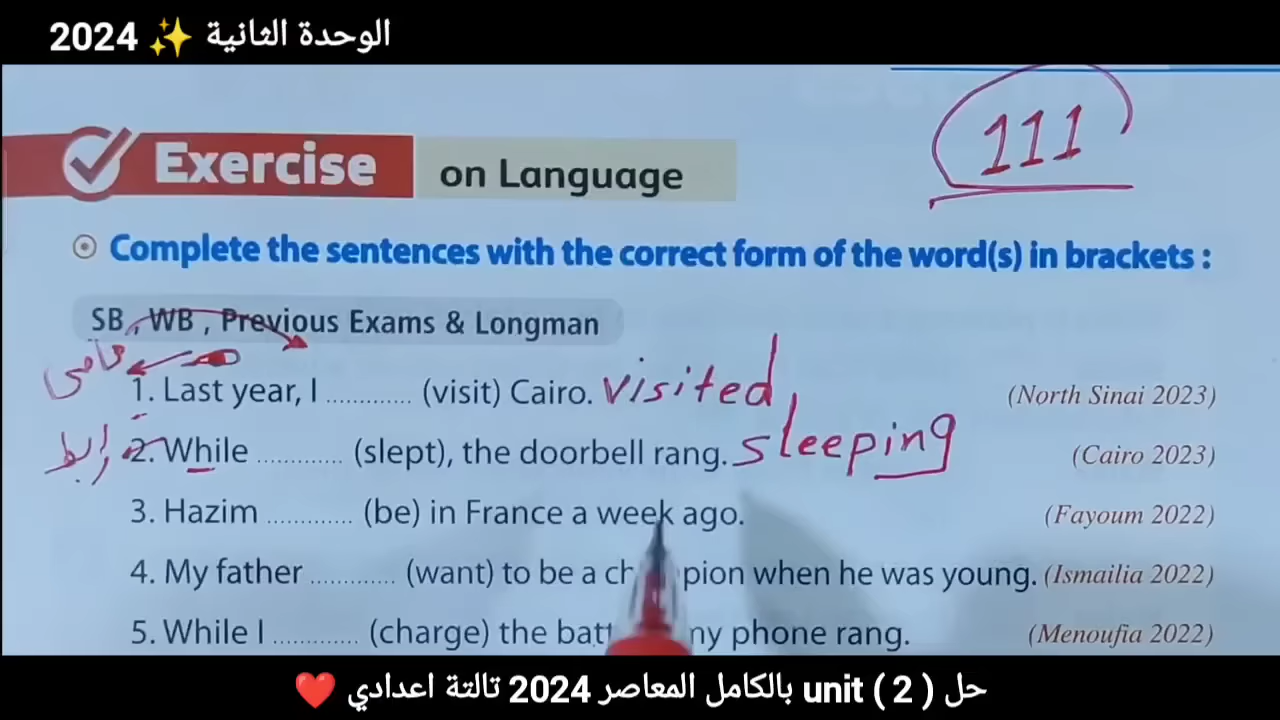 الوحدة الثانية ✨ 2024
111
Exercise on Language
Complete the sentences with the correct form of the word(s) in brackets :
SB , WB , Previous Exams & Longman
ماضى
1. Last year, I ............. (visit) Cairo. visited (North Sinai 2023)
رابط 2. While ............. (slept), the doorbell rang. sleeping (Cairo 2023)
3. Hazim ............. (be) in France a week ago. (Fayoum 2022)
4. My father ............. (want) to be a ch pion when he was young. (Ismailia 2022)
5. While I ............. (charge) the bat my phone rang. (Menoufia 2022)
حل unit ( 2 ) بالكامل المعاصر 2024 تالتة اعدادي ❤️